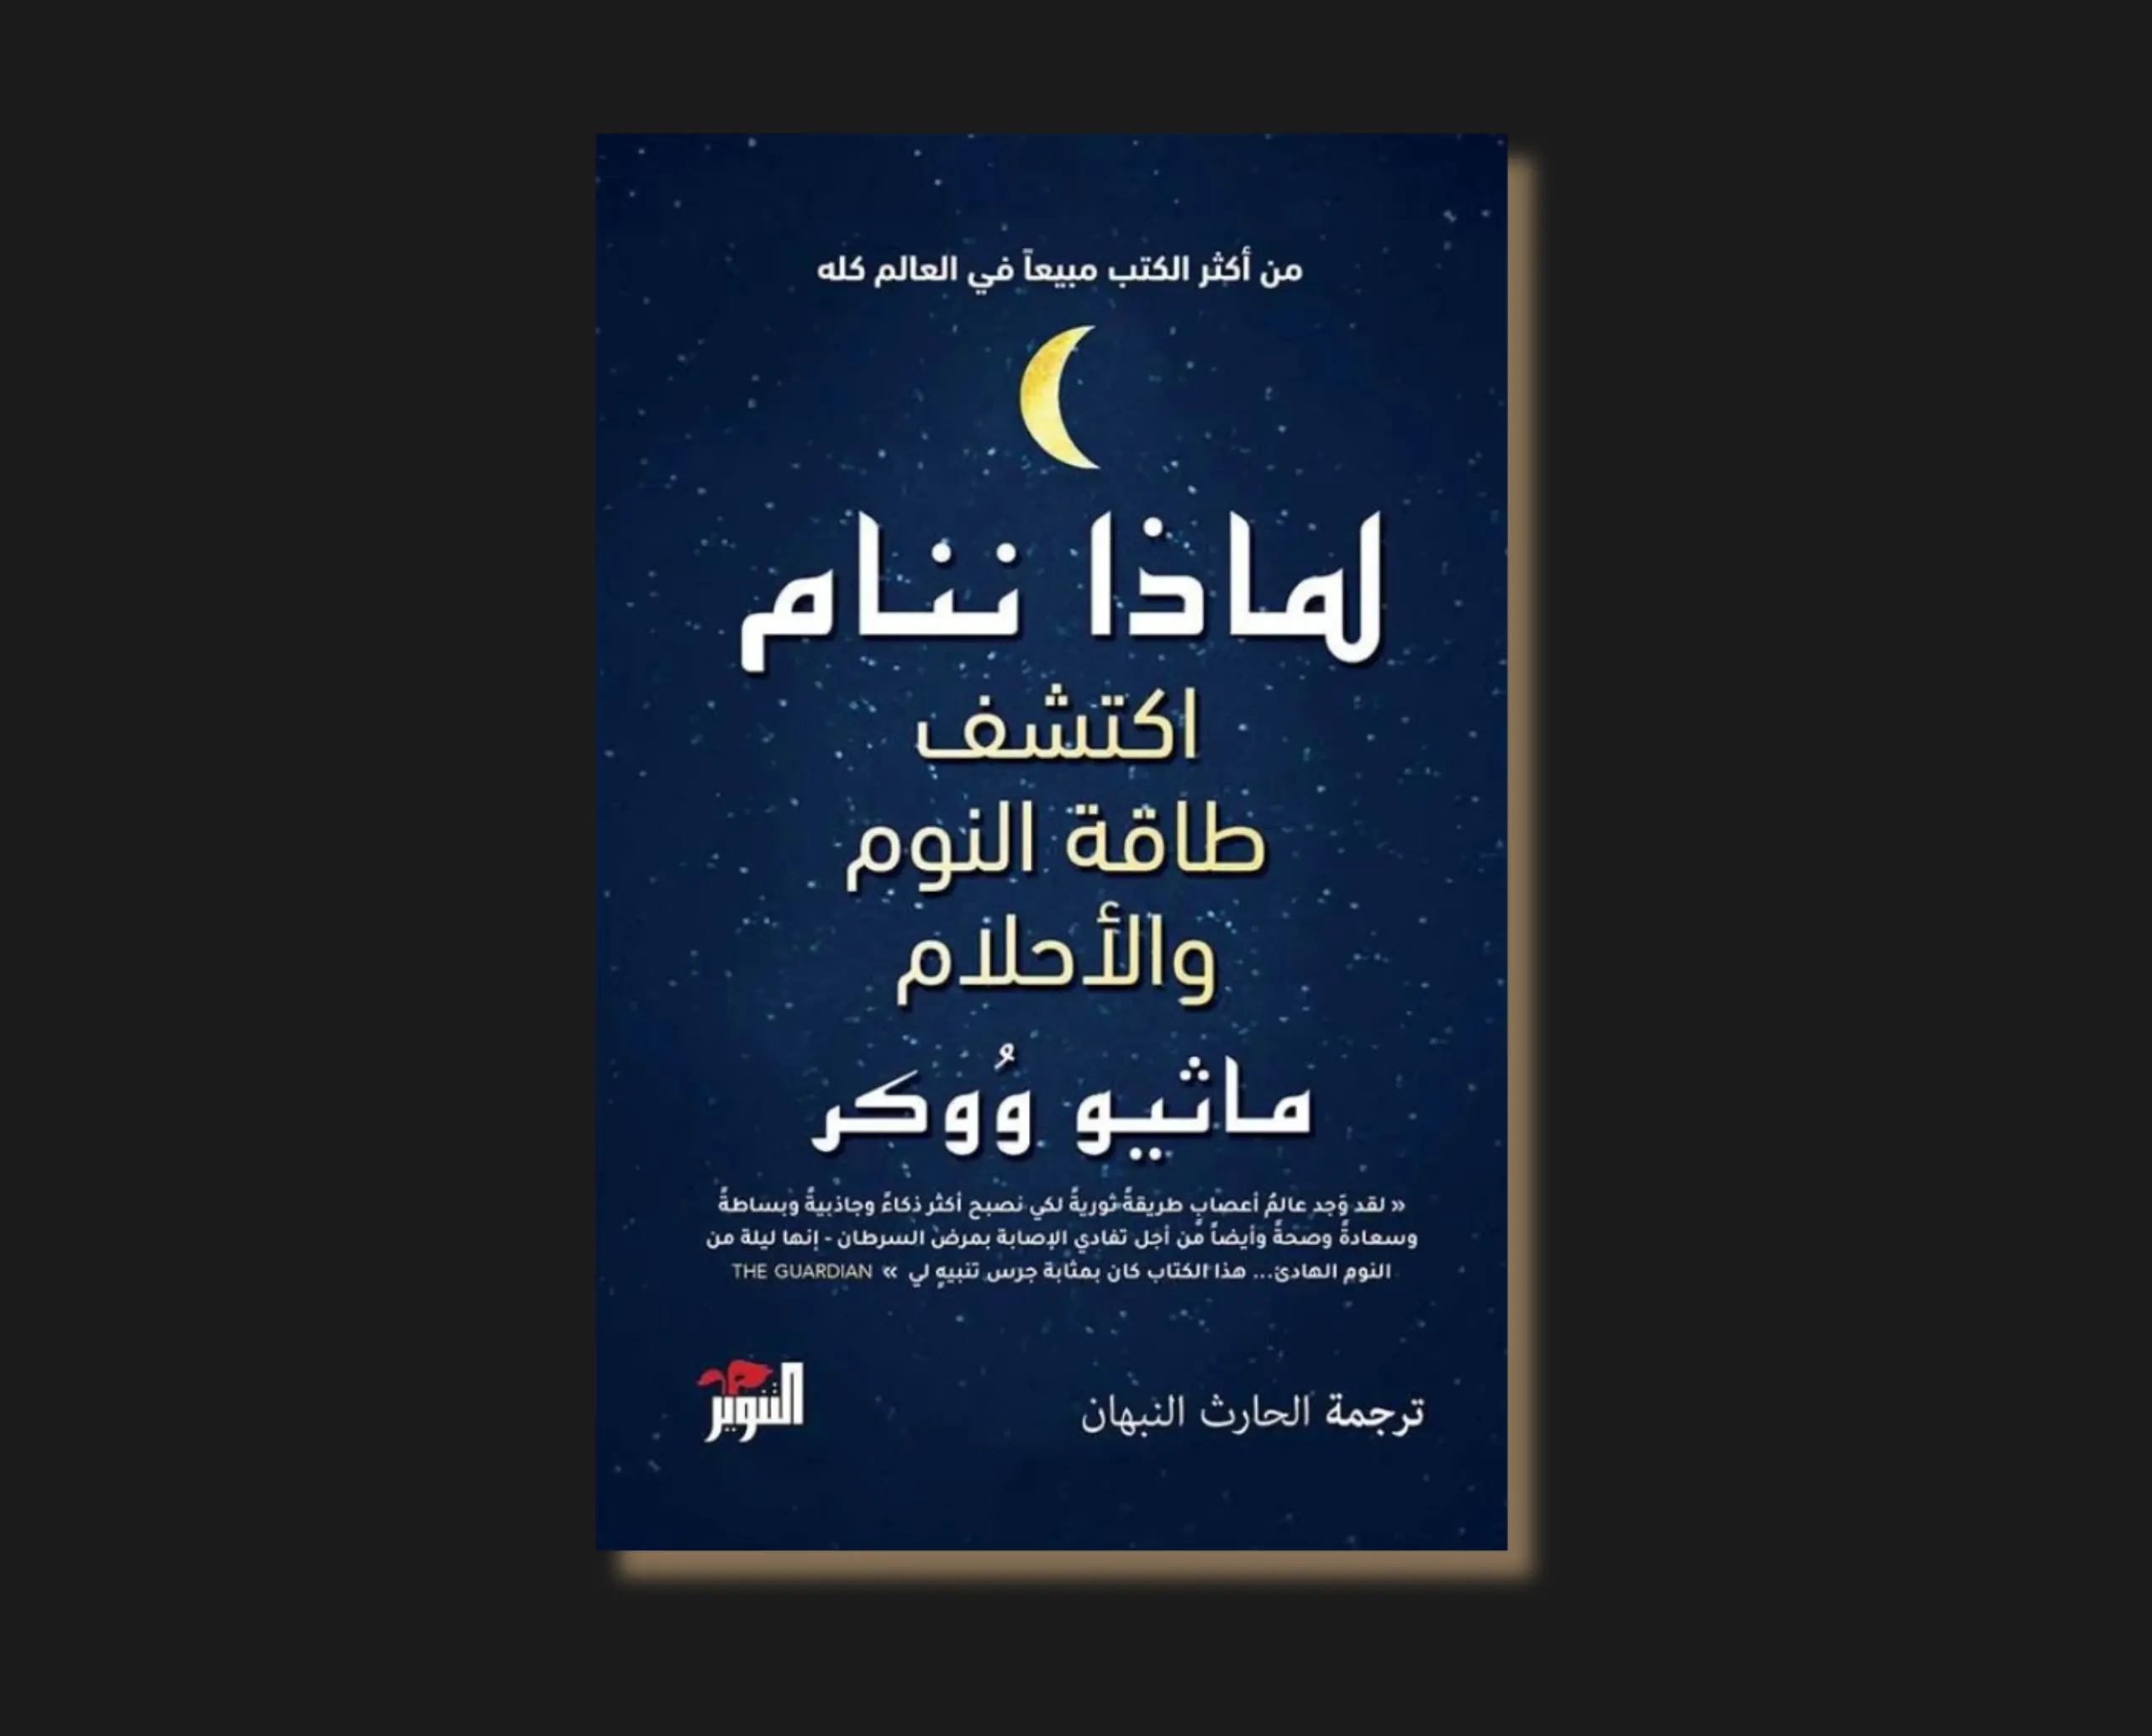 من أكثر الكتب مبيعاً في العالم كله
لماذا ننام
اكتشف
طاقة النوم
والأحلام
ماثيو وُوكر
« لقد وَجد عالمُ أعصابٍ طريقةً ثوريةً لكي نصبح أكثر ذكاءً وجاذبيةً وبساطةً
وسعادةً وصحةً وأيضاً من أجل تفادي الإصابة بمرض السرطان - إنها ليلة من
النوم الهادئ... هذا الكتاب كان بمثابة جرس تنبيهٍ لي » THE GUARDIAN
ترجمة الحارث النبهان
التنوير